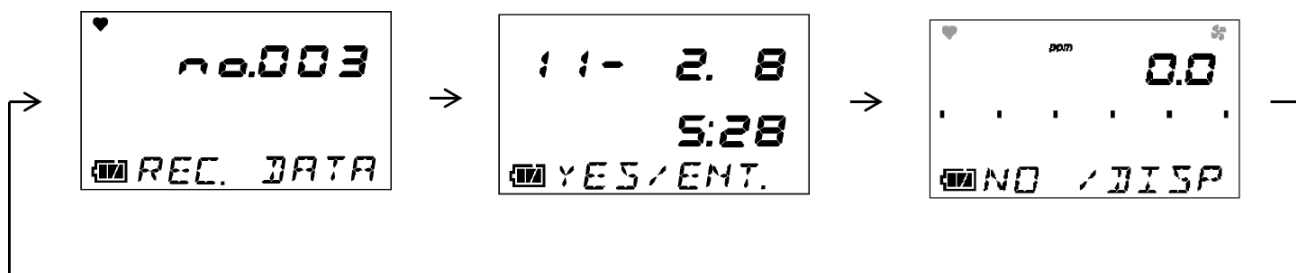 no.003
REC. DATA
11- 2. 8
5:28
YES/ENT.
ppm
0.0
NO /DISP